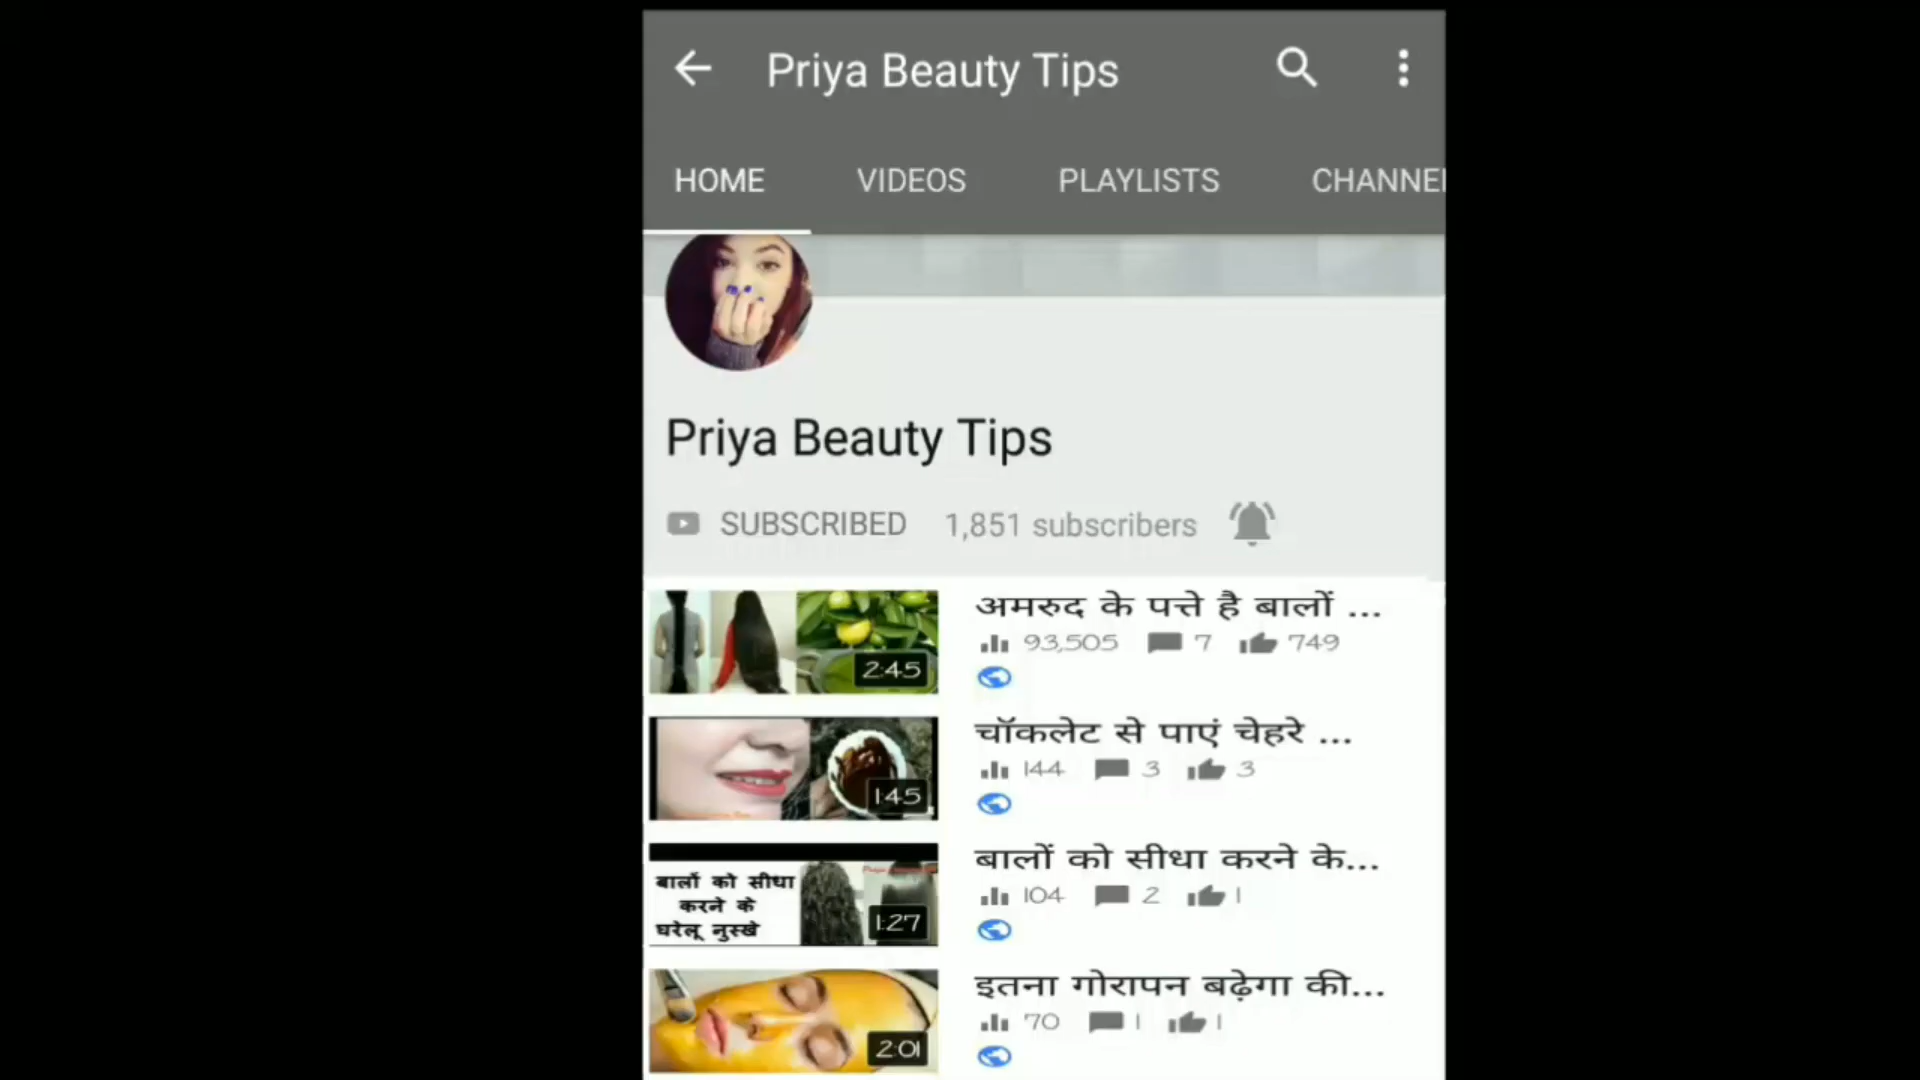 Priya Beauty Tips
HOME VIDEOS PLAYLISTS CHANNEL
Priya Beauty Tips
SUBSCRIBED 1,851 subscribers
अमरुद के पत्ते है बालों ...
93,505 7 749
2:45
चॉकलेट से पाएं चेहरे ...
144 3 3
1:45
बालों को सीधा करने के...
104 2 1
बालों को सीधा
करने के
घरेलू नुस्खे
1:27
इतना गोरापन बढ़ेगा की...
70 1 1
2:01